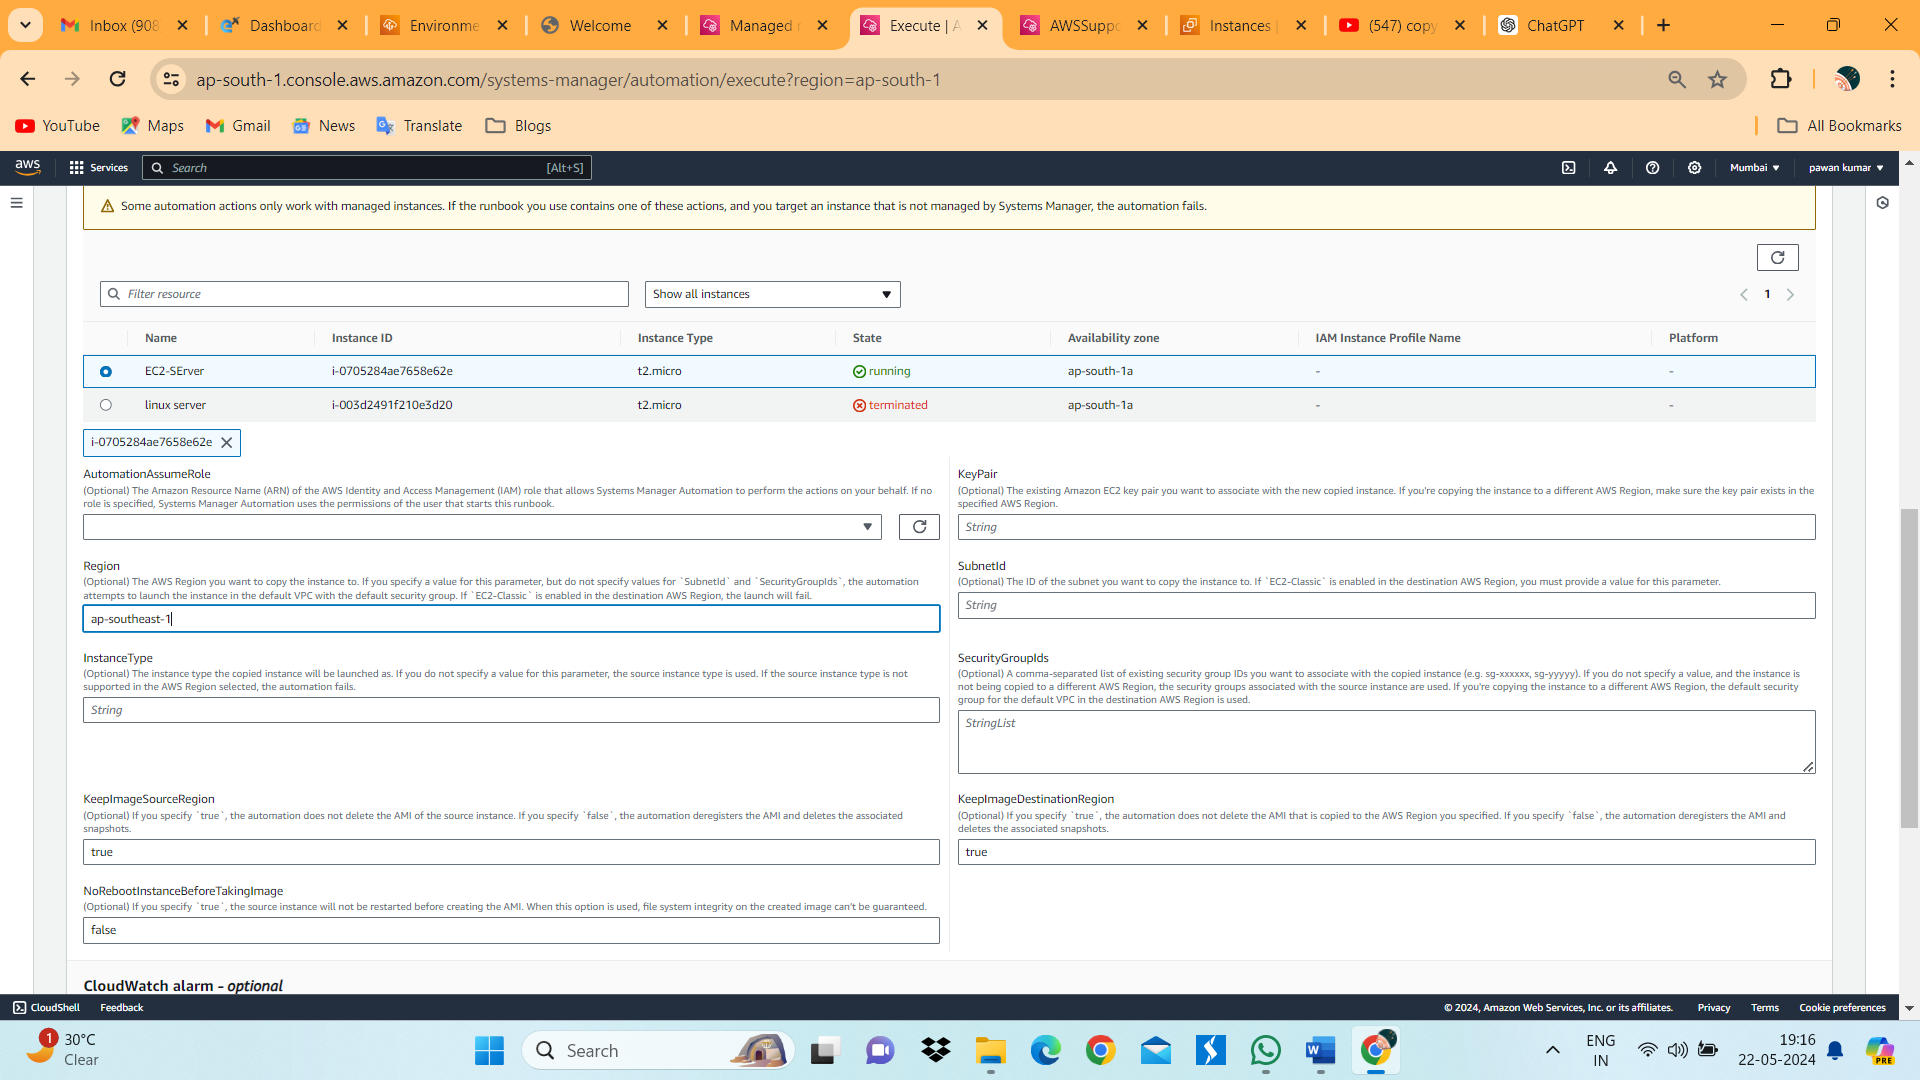 Inbox (908
Dashboard
Environme
Welcome
Managed r
Execute | A
AWSSuppo
Instances |
(547) copy
ChatGPT
ap-south-1.console.aws.amazon.com/systems-manager/automation/execute?region=ap-south-1
YouTube
Maps
Gmail
News
Translate
Blogs
All Bookmarks
aws
Services
Search
[Alt+S]
Mumbai
pawan kumar
Some automation actions only work with managed instances. If the runbook you use contains one of these actions, and you target an instance that is not managed by Systems Manager, the automation fails.
Filter resource
Show all instances
1
Name Instance ID Instance Type State Availability zone IAM Instance Profile Name Platform
EC2-SErver i-0705284ae7658e62e t2.micro running ap-south-1a - -
linux server i-003d2491f210e3d20 t2.micro terminated ap-south-1a - -
i-0705284ae7658e62e
AutomationAssumeRole
(Optional) The Amazon Resource Name (ARN) of the AWS Identity and Access Management (IAM) role that allows Systems Manager Automation to perform the actions on your behalf. If no
role is specified, Systems Manager Automation uses the permissions of the user that starts this runbook.
KeyPair
(Optional) The existing Amazon EC2 key pair you want to associate with the new copied instance. If you're copying the instance to a different AWS Region, make sure the key pair exists in the
specified AWS Region.
String
Region
(Optional) The AWS Region you want to copy the instance to. If you specify a value for this parameter, but do not specify values for `SubnetId` and `SecurityGroupIds`, the automation
attempts to launch the instance in the default VPC with the default security group. If `EC2-Classic` is enabled in the destination AWS Region, the launch will fail.
ap-southeast-1
SubnetId
(Optional) The ID of the subnet you want to copy the instance to. If `EC2-Classic` is enabled in the destination AWS Region, you must provide a value for this parameter.
String
InstanceType
(Optional) The instance type the copied instance will be launched as. If you do not specify a value for this parameter, the source instance type is used. If the source instance type is not
supported in the AWS Region selected, the automation fails.
String
SecurityGroupIds
(Optional) A comma-separated list of existing security group IDs you want to associate with the copied instance (e.g. sg-xxxxxx, sg-yyyyy). If you do not specify a value, and the instance is
not being copied to a different AWS Region, the security groups associated with the source instance are used. If you're copying the instance to a different AWS Region, the default security
group for the default VPC in the destination AWS Region is used.
StringList
KeepImageSourceRegion
(Optional) If you specify `true`, the automation does not delete the AMI of the source instance. If you specify `false`, the automation deregisters the AMI and deletes the associated
snapshots.
true
KeepImageDestinationRegion
(Optional) If you specify `true`, the automation does not delete the AMI that is copied to the AWS Region you specified. If you specify `false`, the automation deregisters the AMI and
deletes the associated snapshots.
true
NoRebootInstanceBeforeTakingImage
(Optional) If you specify `true`, the source instance will not be restarted before creating the AMI. When this option is used, file system integrity on the created image can't be guaranteed.
false
CloudWatch alarm - optional
CloudShell
Feedback
© 2024, Amazon Web Services, Inc. or its affiliates.
Privacy
Terms
Cookie preferences
1
30°C
Clear
Search
ENG
IN
19:16
22-05-2024
PRE